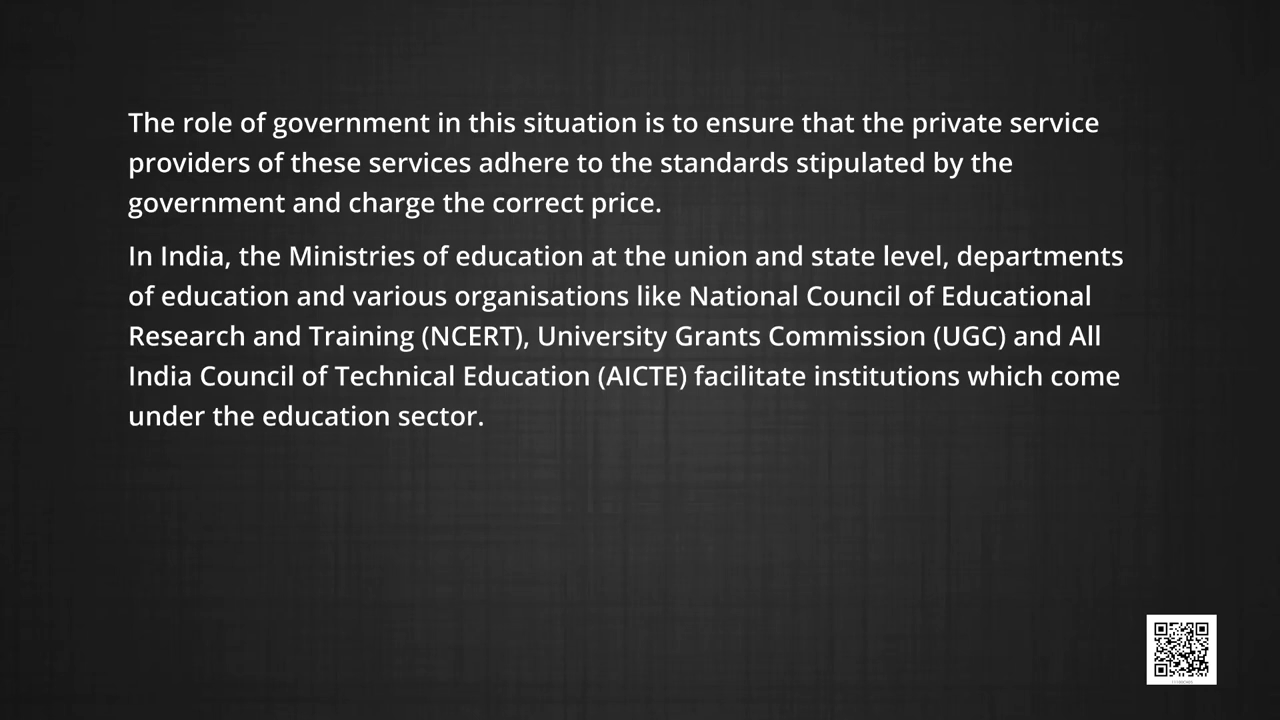 The role of government in this situation is to ensure that the private service
providers of these services adhere to the standards stipulated by the
government and charge the correct price.
In India, the Ministries of education at the union and state level, departments
of education and various organisations like National Council of Educational
Research and Training (NCERT), University Grants Commission (UGC) and All
India Council of Technical Education (AICTE) facilitate institutions which come
under the education sector.